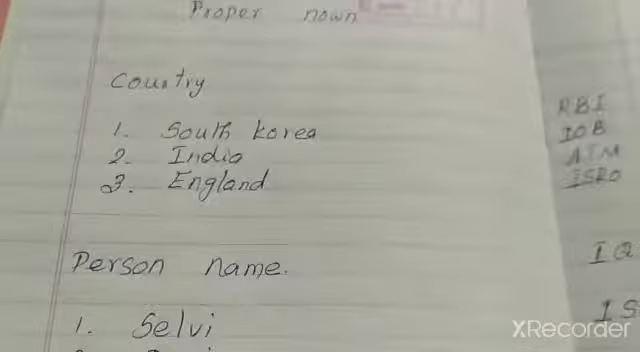 Proper noun
Country
1. South korea
2. India
3. England
Person name.
1. Selvi
RBI
IOB
ATM
ISRO
IQ
IS
XRecorder